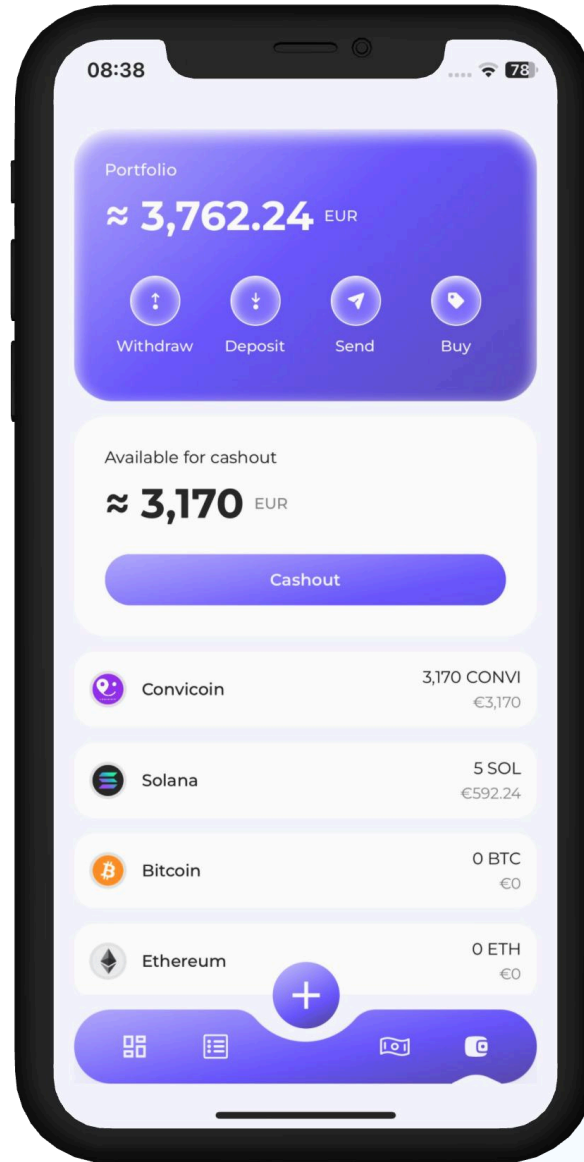 08:38
78
Portfolio
≈ 3,762.24 EUR
Withdraw Deposit Send Buy
Available for cashout
≈ 3,170 EUR
Cashout
Convicoin
3,170 CONVI
€3,170
Solana
5 SOL
€592.24
Bitcoin
0 BTC
€0
Ethereum
0 ETH
€0